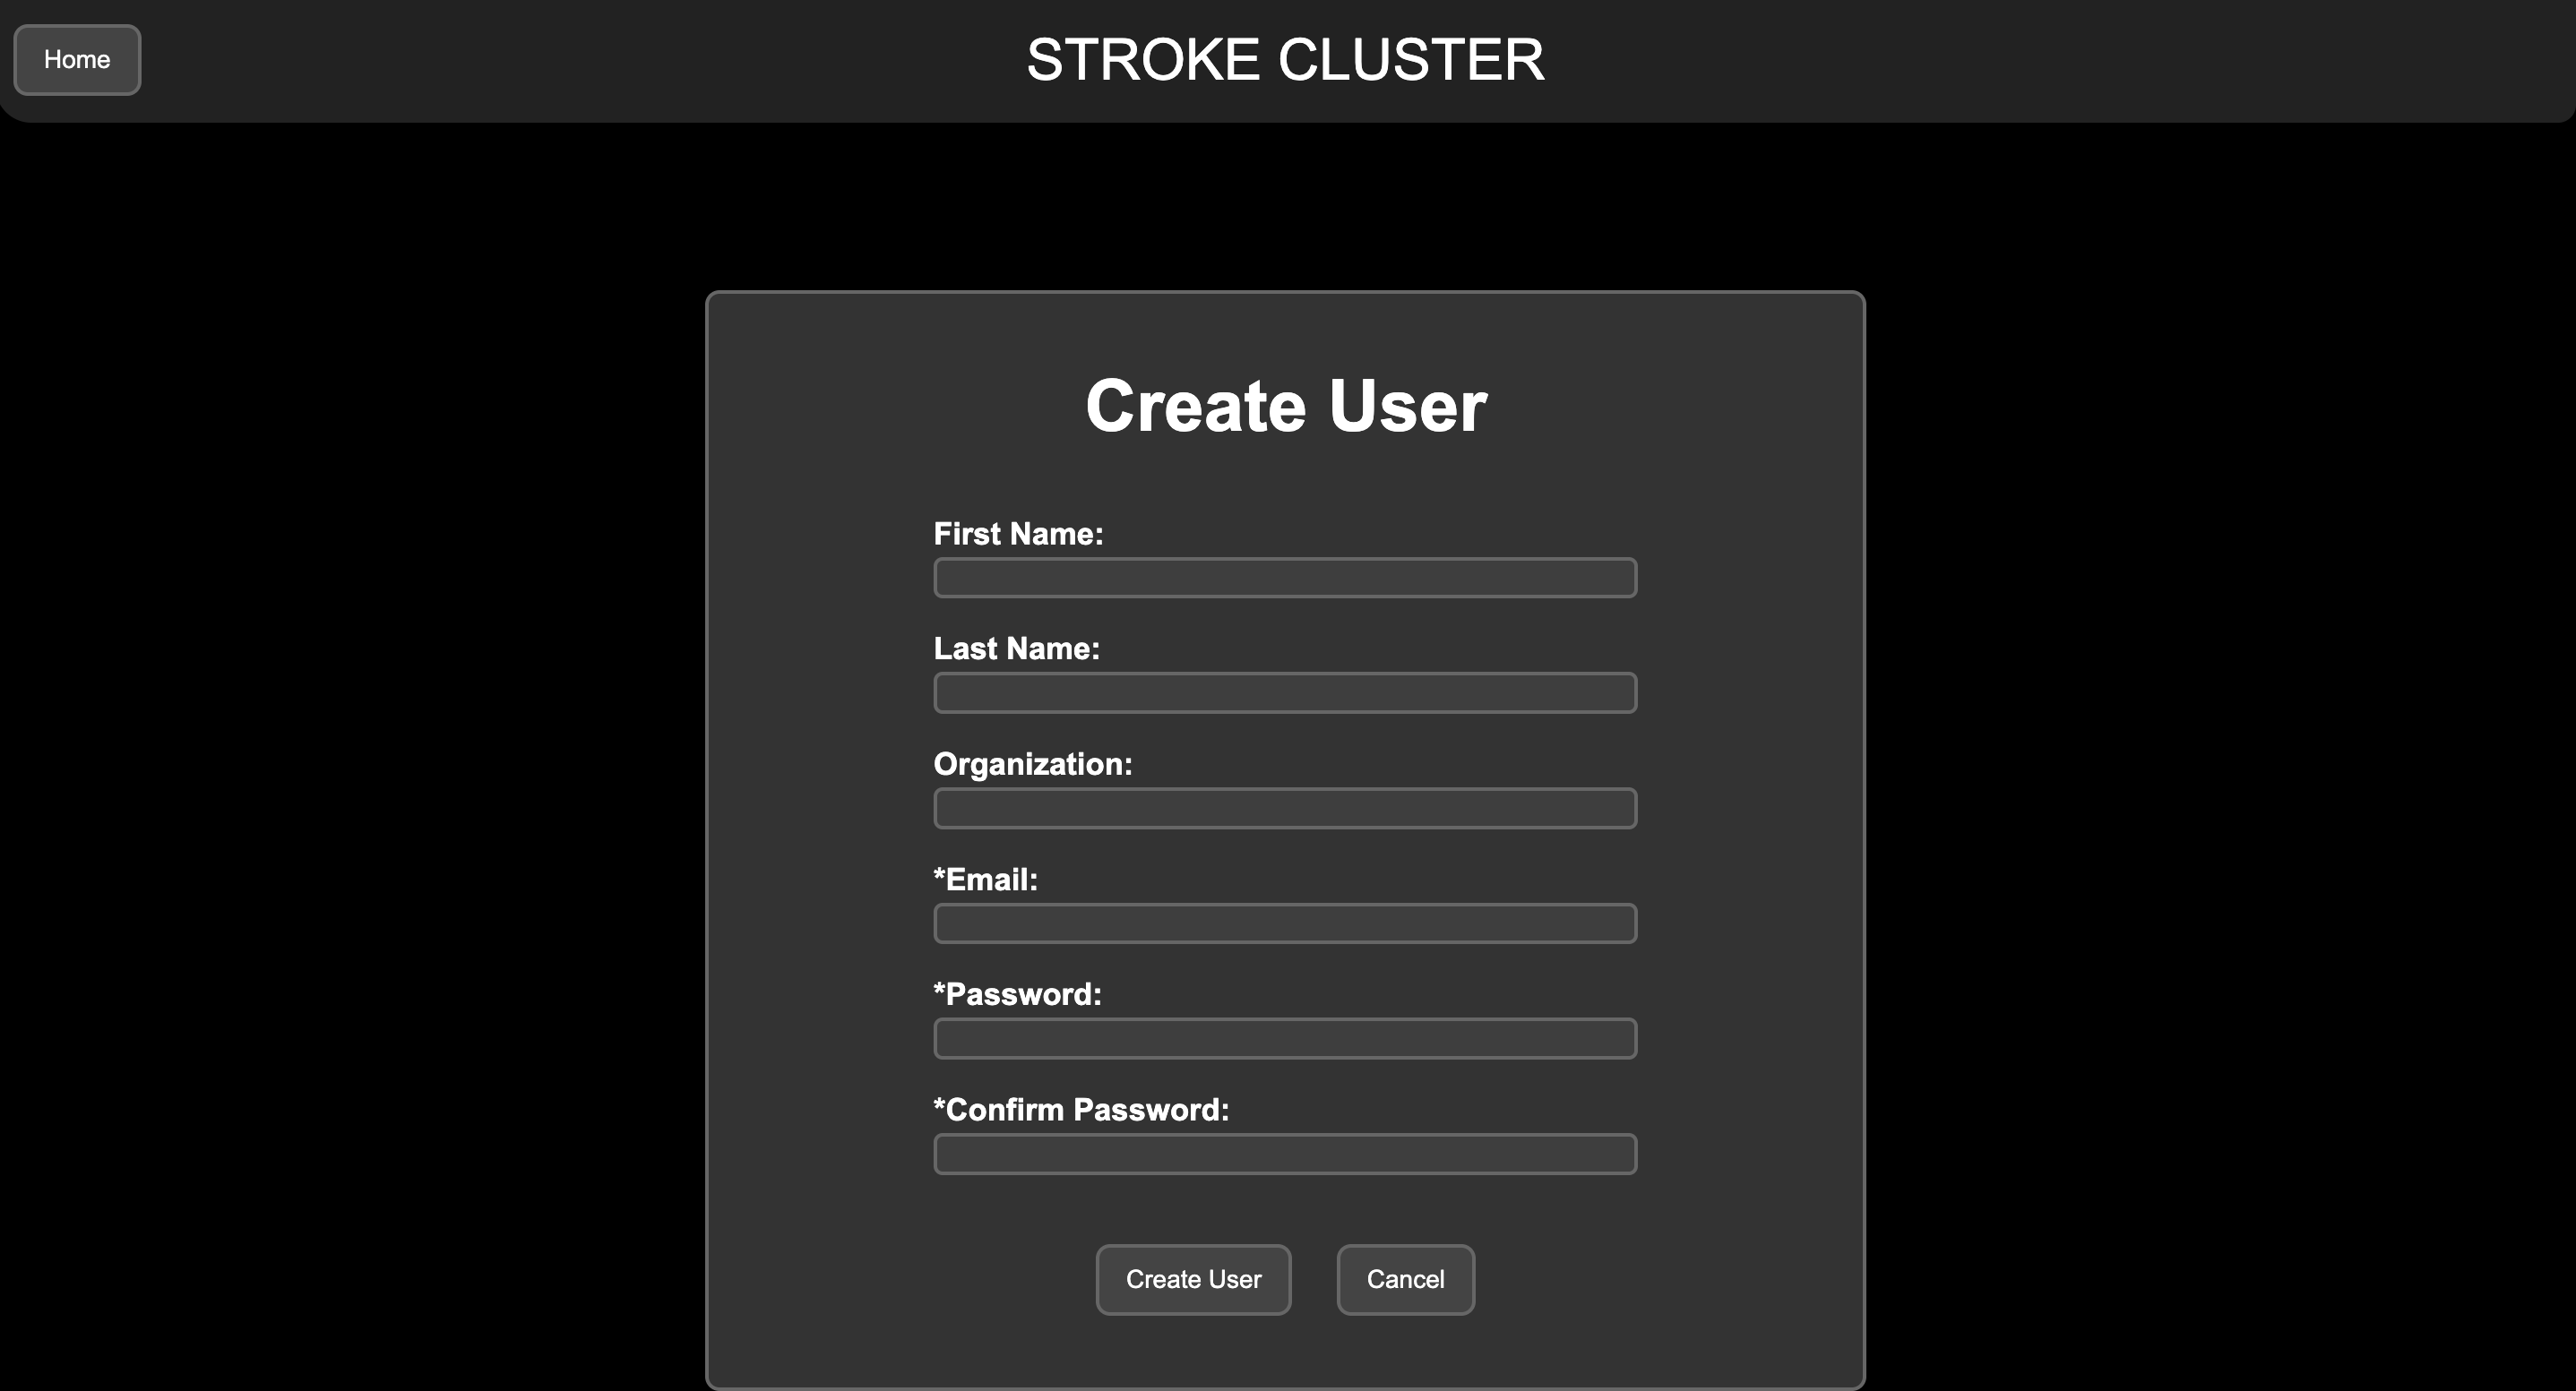 Home
STROKE CLUSTER
Create User
First Name:
Last Name:
Organization:
*Email:
*Password:
*Confirm Password:
Create User
Cancel